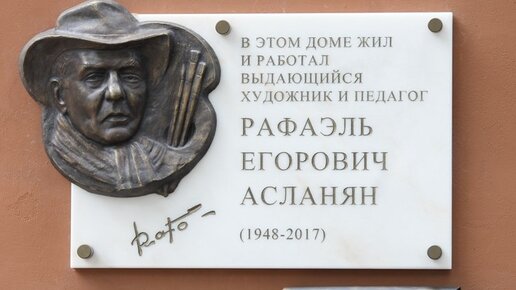 В ЭТОМ ДОМЕ ЖИЛ
И РАБОТАЛ
ВЫДАЮЩИЙСЯ
ХУДОЖНИК И ПЕДАГОГ
РАФАЭЛЬ
ЕГОРОВИЧ
АСЛАНЯН
(1948-2017)